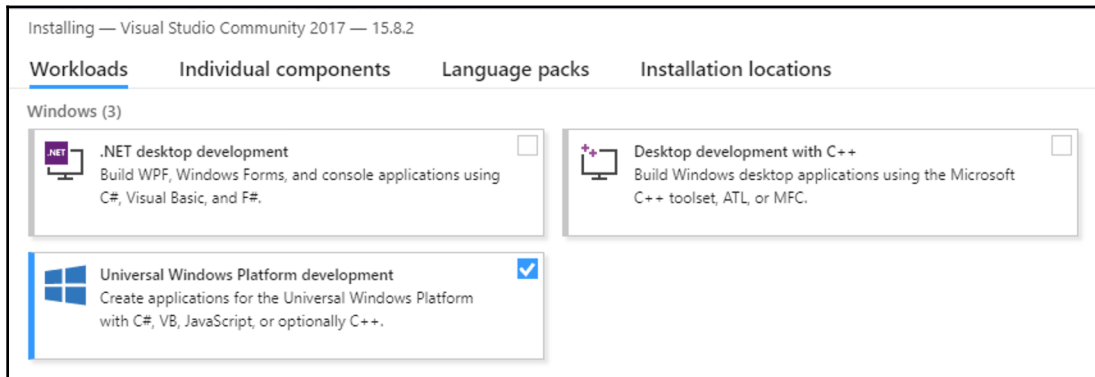 Installing — Visual Studio Community 2017 — 15.8.2
Workloads Individual components Language packs Installation locations
Windows (3)
.NET
.NET desktop development
Build WPF, Windows Forms, and console applications using
C#, Visual Basic, and F#.
++
Desktop development with C++
Build Windows desktop applications using the Microsoft
C++ toolset, ATL, or MFC.
Universal Windows Platform development
Create applications for the Universal Windows Platform
with C#, VB, JavaScript, or optionally C++.